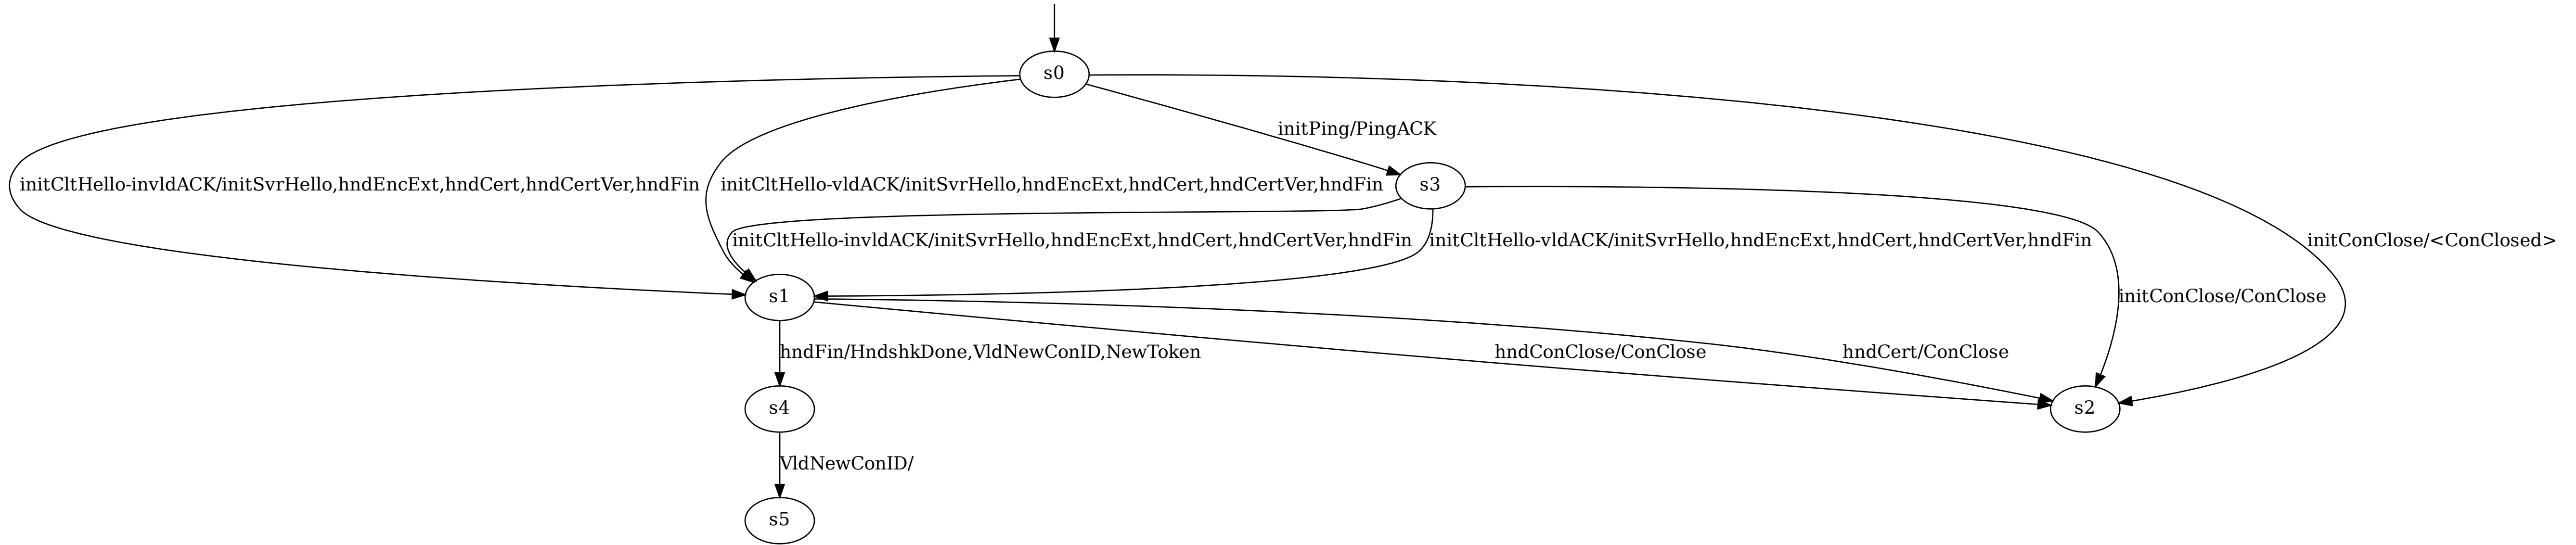 s0
initPing/PingACK
initCltHello-invldACK/initSvrHello,hndEncExt,hndCert,hndCertVer,hndFin
initCltHello-vldACK/initSvrHello,hndEncExt,hndCert,hndCertVer,hndFin
s3
initCltHello-invldACK/initSvrHello,hndEncExt,hndCert,hndCertVer,hndFin
initCltHello-vldACK/initSvrHello,hndEncExt,hndCert,hndCertVer,hndFin
initConClose/<ConClosed>
s1
initConClose/ConClose
hndFin/HndshkDone,VldNewConID,NewToken
hndConClose/ConClose
hndCert/ConClose
s4
s2
VldNewConID/
s5